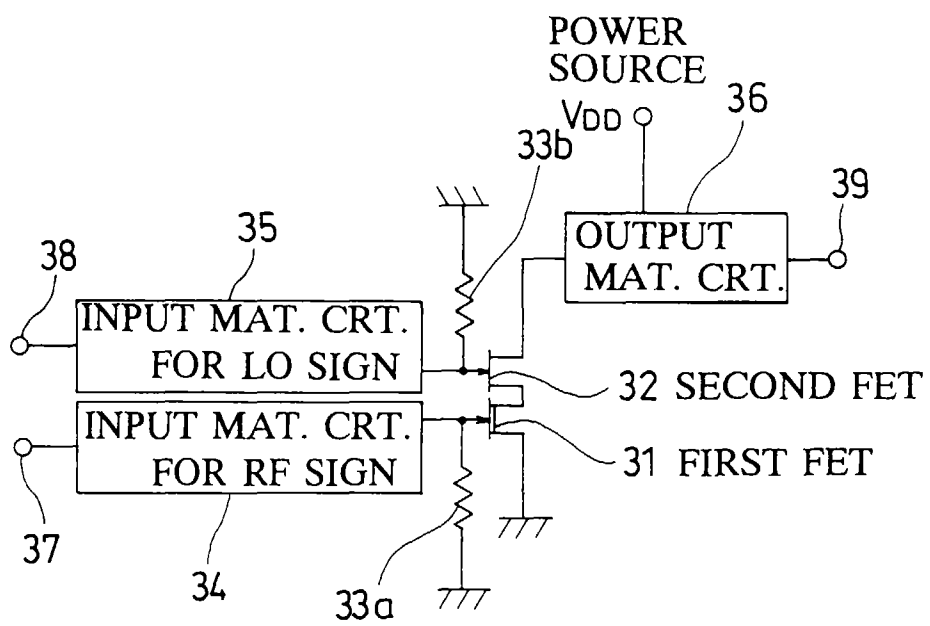 POWER
SOURCE
VDD
36
33b
39
35
38
OUTPUT
MAT. CRT.
INPUT MAT. CRT.
FOR LO SIGN
32 SECOND FET
INPUT MAT. CRT.
FOR RF SIGN
31 FIRST FET
37
34
33a